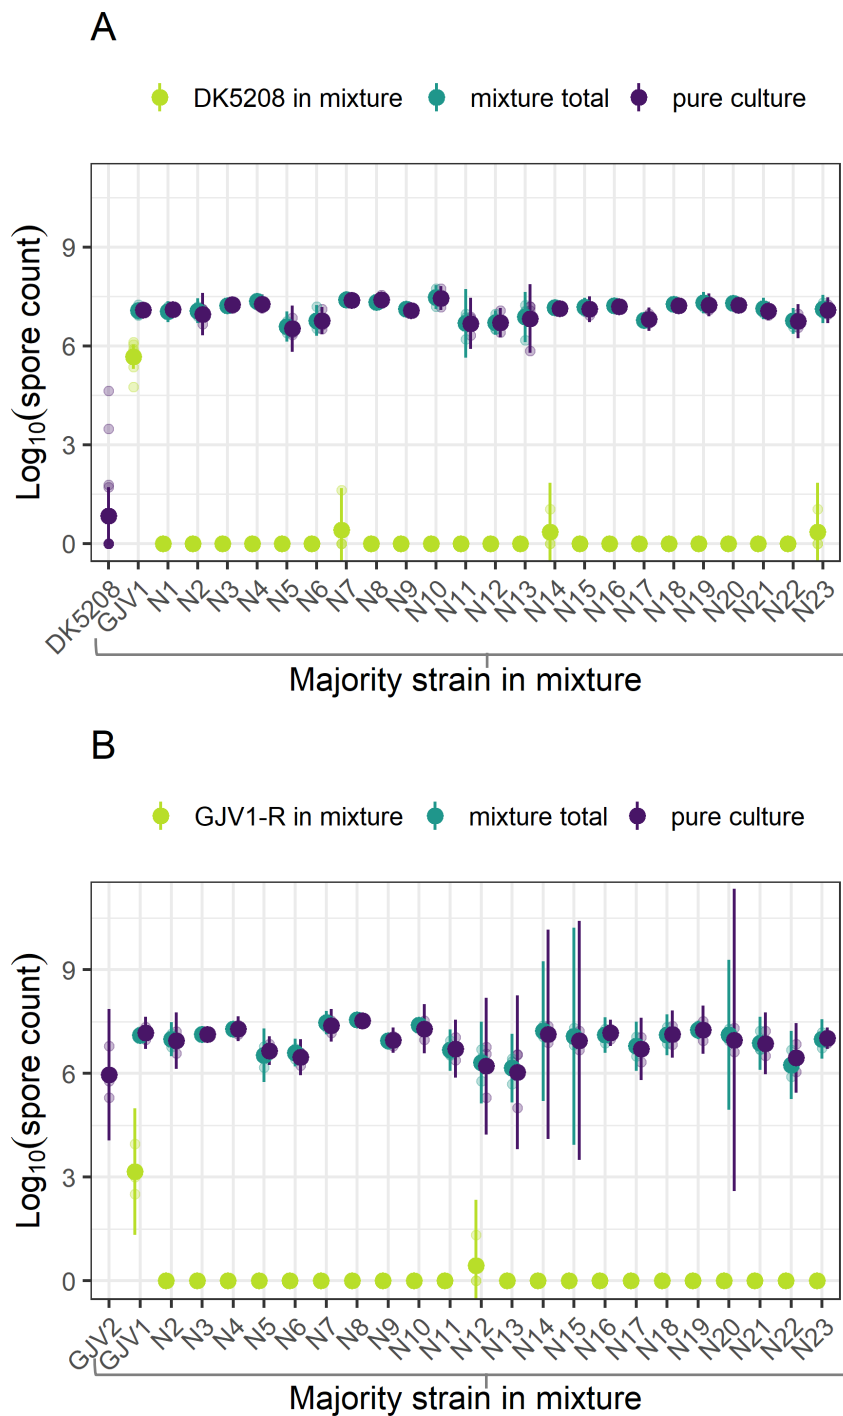 A
DK5208 in mixture mixture total pure culture
Log10(spore count)
9
6
3
0
DK5208 GJV1 N1 N2 N3 N4 N5 N6 N7 N8 N9 N10 N11 N12 N13 N14 N15 N16 N17 N18 N19 N20 N21 N22 N23
Majority strain in mixture
B
GJV1-R in mixture mixture total pure culture
Log10(spore count)
9
6
3
0
GJV2 GJV1 N2 N3 N4 N5 N6 N7 N8 N9 N10 N11 N12 N13 N14 N15 N16 N17 N18 N19 N20 N21 N22 N23
Majority strain in mixture